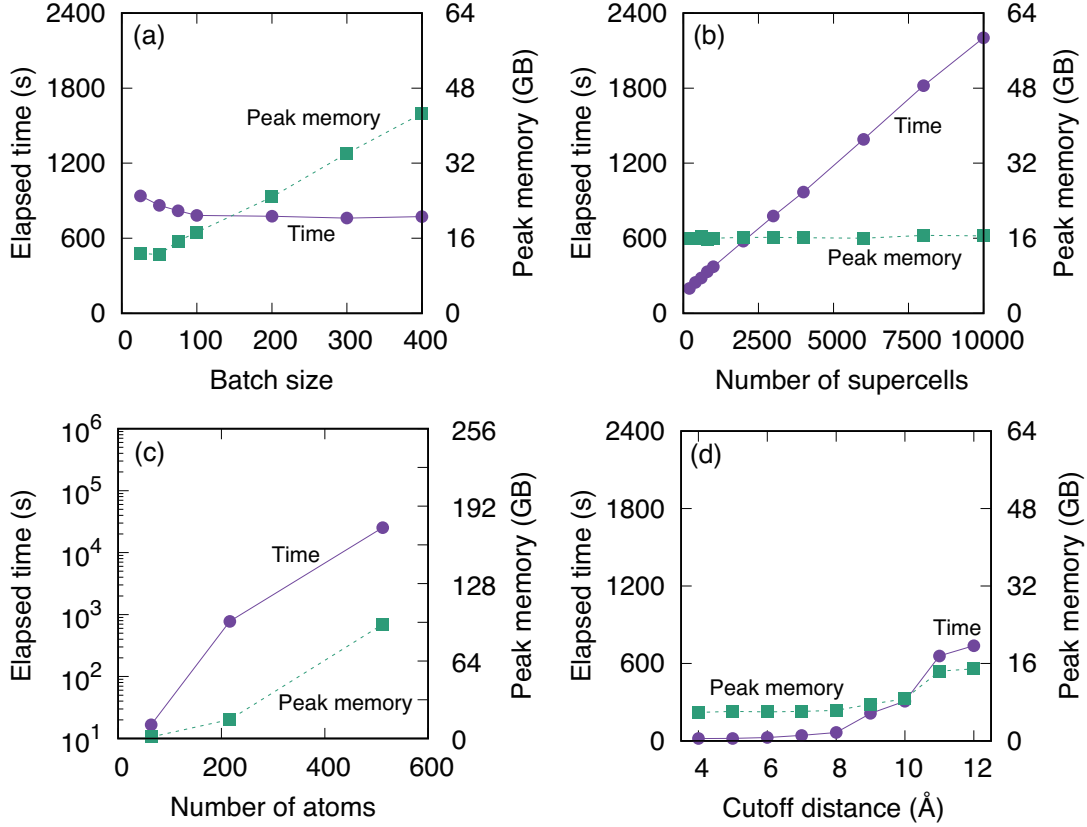 (a)
Elapsed time (s)
2400
1800
1200
600
0
Peak memory
Time
64
48
32
16
0
Peak memory (GB)
0 100 200 300 400
Batch size
(b)
Elapsed time (s)
2400
1800
1200
600
0
Time
Peak memory
64
48
32
16
0
Peak memory (GB)
0 2500 5000 7500 10000
Number of supercells
(c)
Elapsed time (s)
10^6
10^5
10^4
10^3
10^2
10^1
Time
Peak memory
256
192
128
64
0
Peak memory (GB)
0 200 400 600
Number of atoms
(d)
Elapsed time (s)
2400
1800
1200
600
0
Time
Peak memory
64
48
32
16
0
Peak memory (GB)
4 6 8 10 12
Cutoff distance (Å)